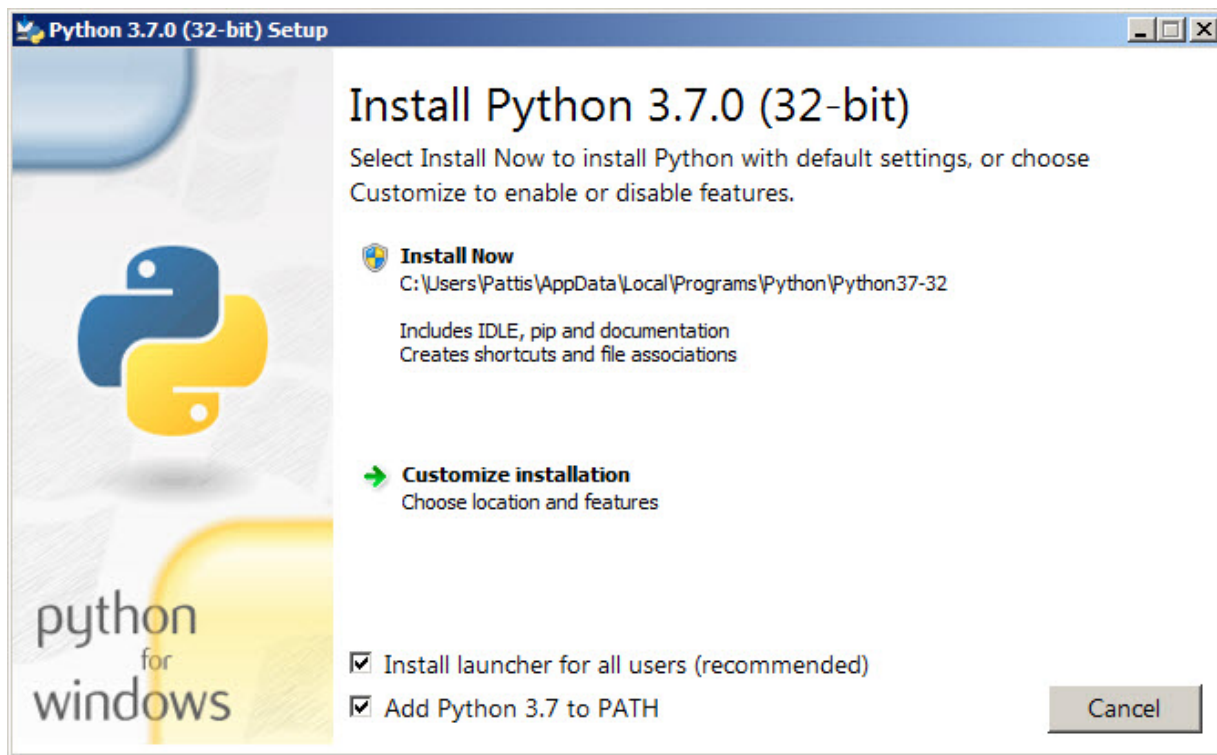 Python 3.7.0 (32-bit) Setup
Install Python 3.7.0 (32-bit)
Select Install Now to install Python with default settings, or choose
Customize to enable or disable features.
Install Now
C:\Users\Pattis\AppData\Local\Programs\Python\Python37-32
Includes IDLE, pip and documentation
Creates shortcuts and file associations
Customize installation
Choose location and features
python
for
windows
Install launcher for all users (recommended)
Add Python 3.7 to PATH
Cancel